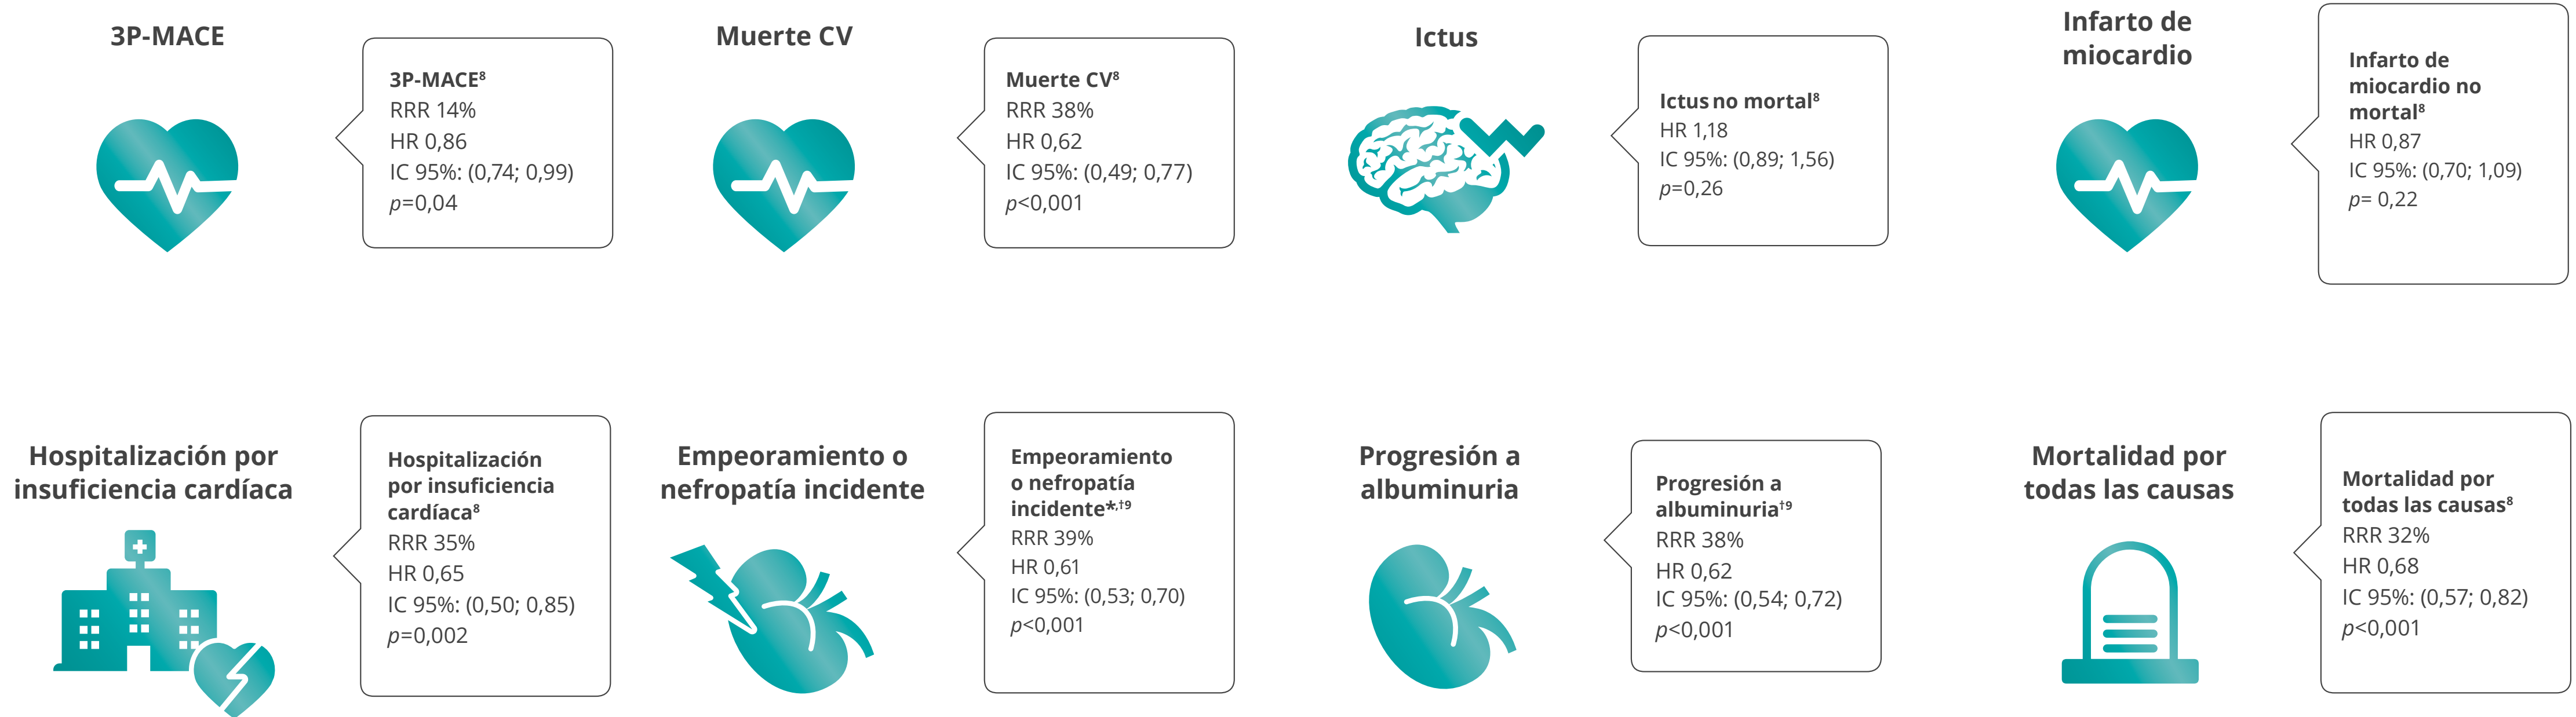 3P-MACE
3P-MACE⁸
RRR 14%
HR 0,86
IC 95%: (0,74; 0,99)
p=0,04
Muerte CV
Muerte CV⁸
RRR 38%
HR 0,62
IC 95%: (0,49; 0,77)
p<0,001
Ictus
Ictus no mortal⁸
HR 1,18
IC 95%: (0,89; 1,56)
p=0,26
Infarto de
miocardio
Infarto de
miocardio no
mortal⁸
HR 0,87
IC 95%: (0,70; 1,09)
p= 0,22
Hospitalización por
insuficiencia cardíaca
Hospitalización
por insuficiencia
cardíaca⁸
RRR 35%
HR 0,65
IC 95%: (0,50; 0,85)
p=0,002
Empeoramiento o
nefropatía incidente
Empeoramiento
o nefropatía
incidente*,†⁹
RRR 39%
HR 0,61
IC 95%: (0,53; 0,70)
p<0,001
Progresión a
albuminuria
Progresión a
albuminuria†⁹
RRR 38%
HR 0,62
IC 95%: (0,54; 0,72)
p<0,001
Mortalidad por
todas las causas
Mortalidad por
todas las causas⁸
RRR 32%
HR 0,68
IC 95%: (0,57; 0,82)
p<0,001